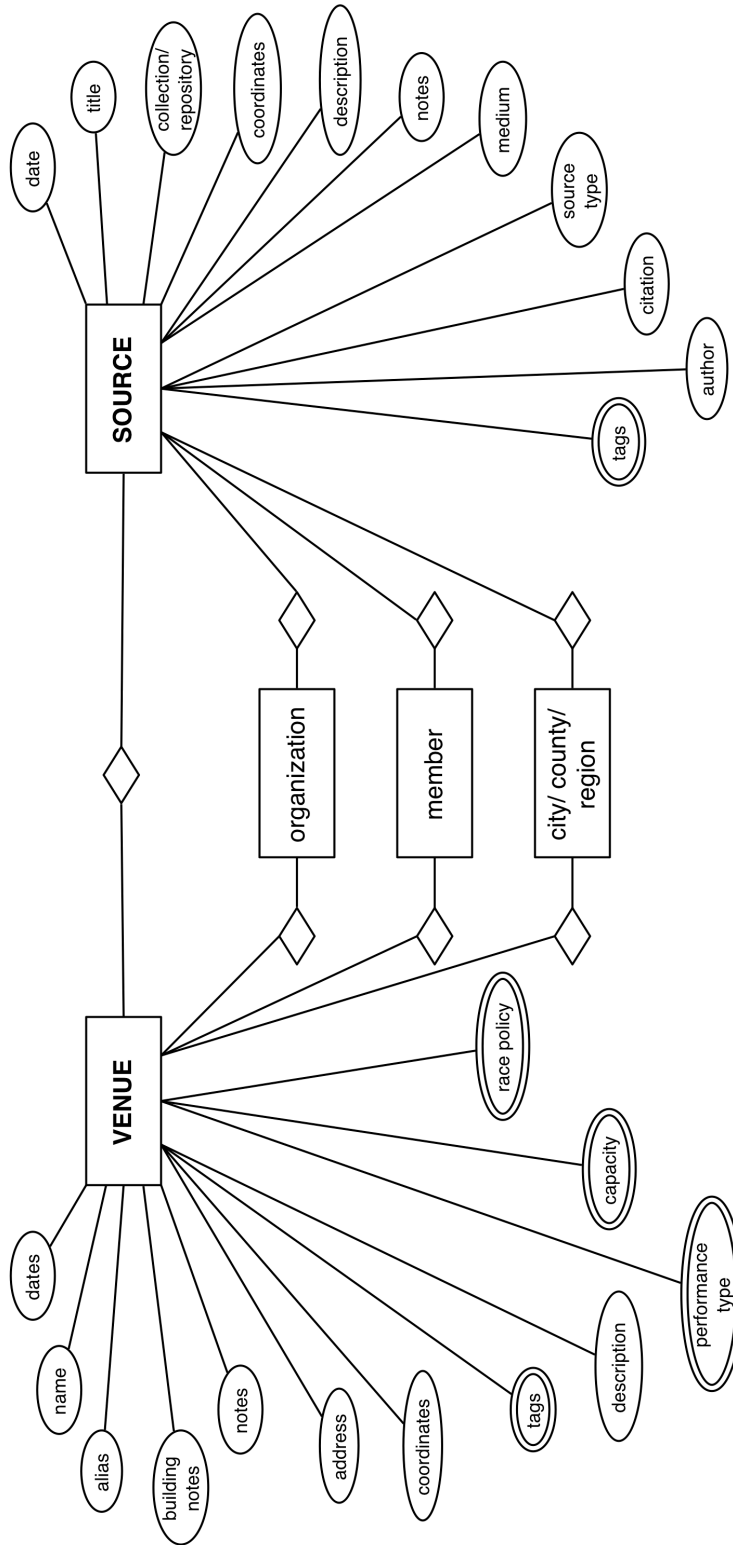 dates
name
alias
building
notes
notes
address
coordinates
tags
description
performance
type
capacity
race policy
VENUE
organization
member
city/ county/
region
SOURCE
date
title
collection/
repository
coordinates
description
notes
medium
source
type
citation
author
tags